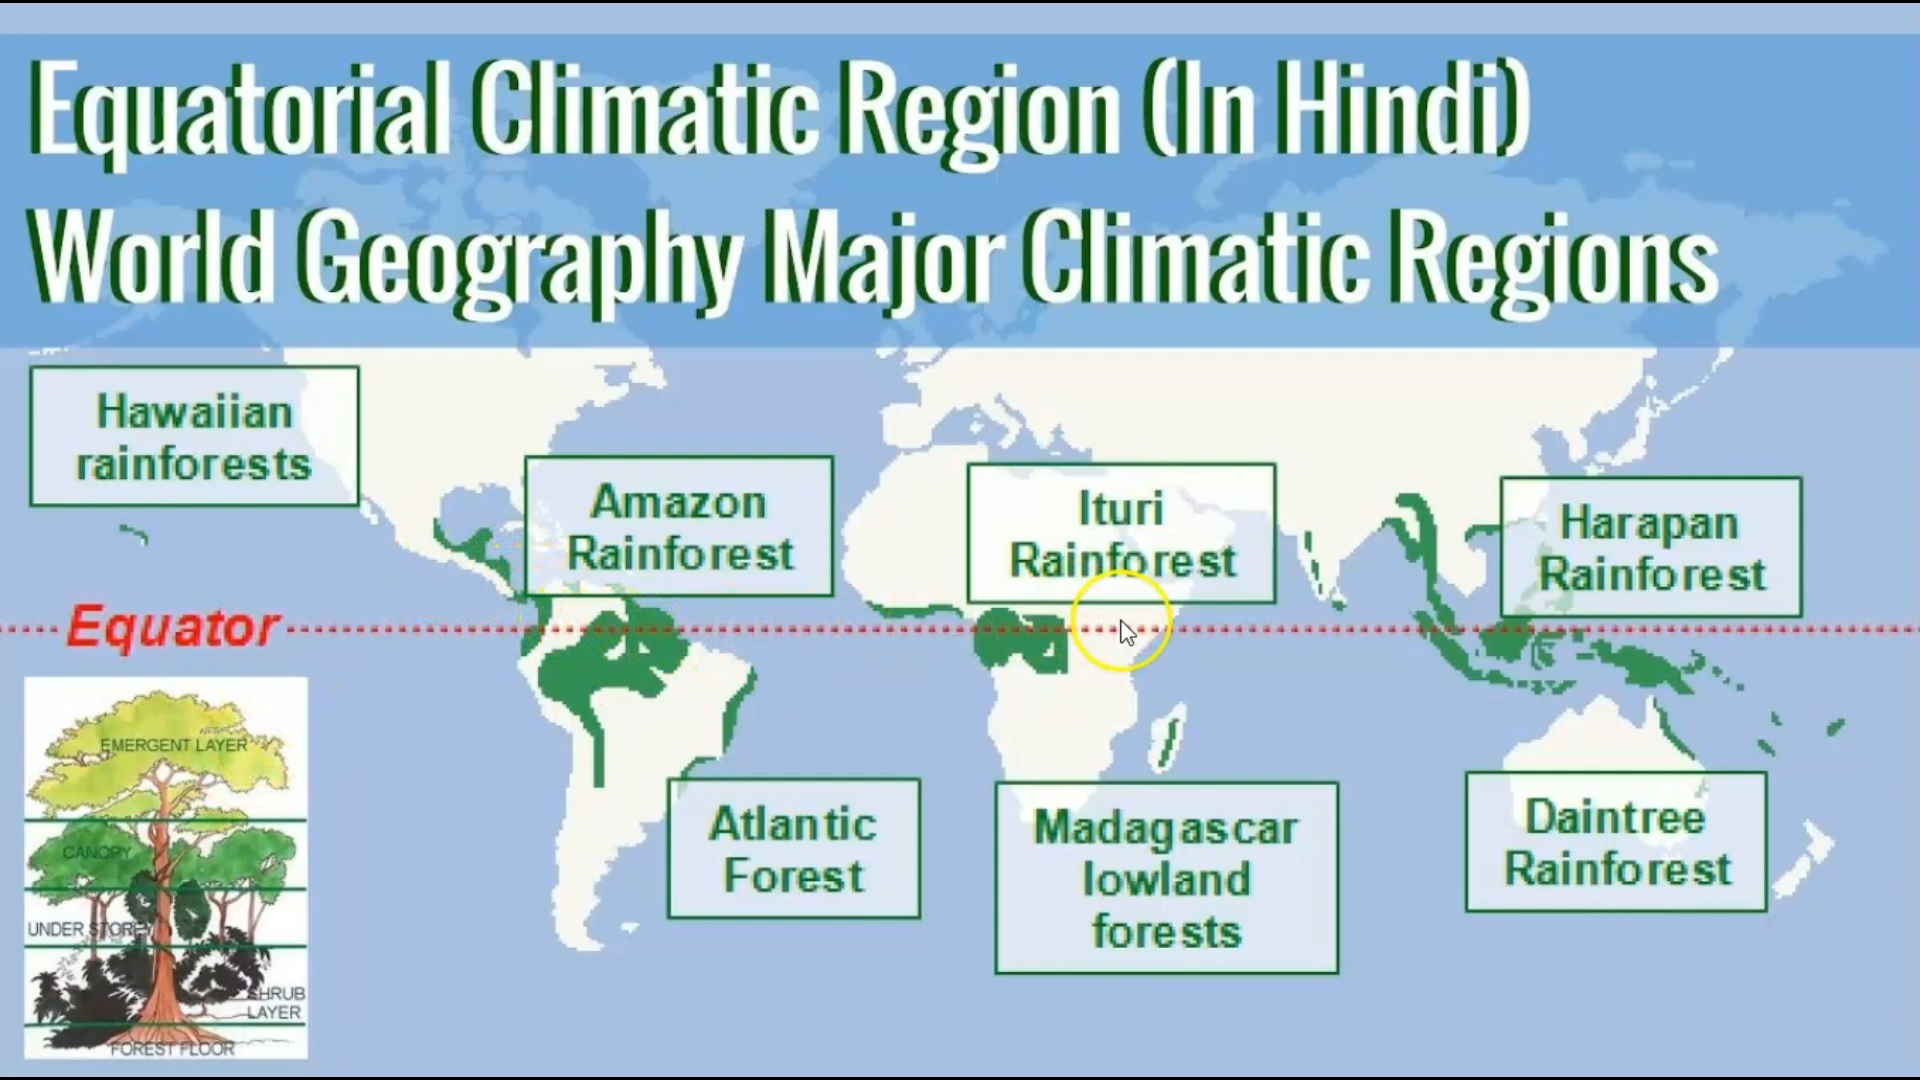 Equatorial Climatic Region (In Hindi)
World Geography Major Climatic Regions
Hawaiian
rainforests
Amazon
Rainforest
Ituri
Rainforest
Harapan
Rainforest
Equator
EMERGENT LAYER
CANOPY
UNDER STOREY
SHRUB
LAYER
FOREST FLOOR
Atlantic
Forest
Madagascar
lowland
forests
Daintree
Rainforest